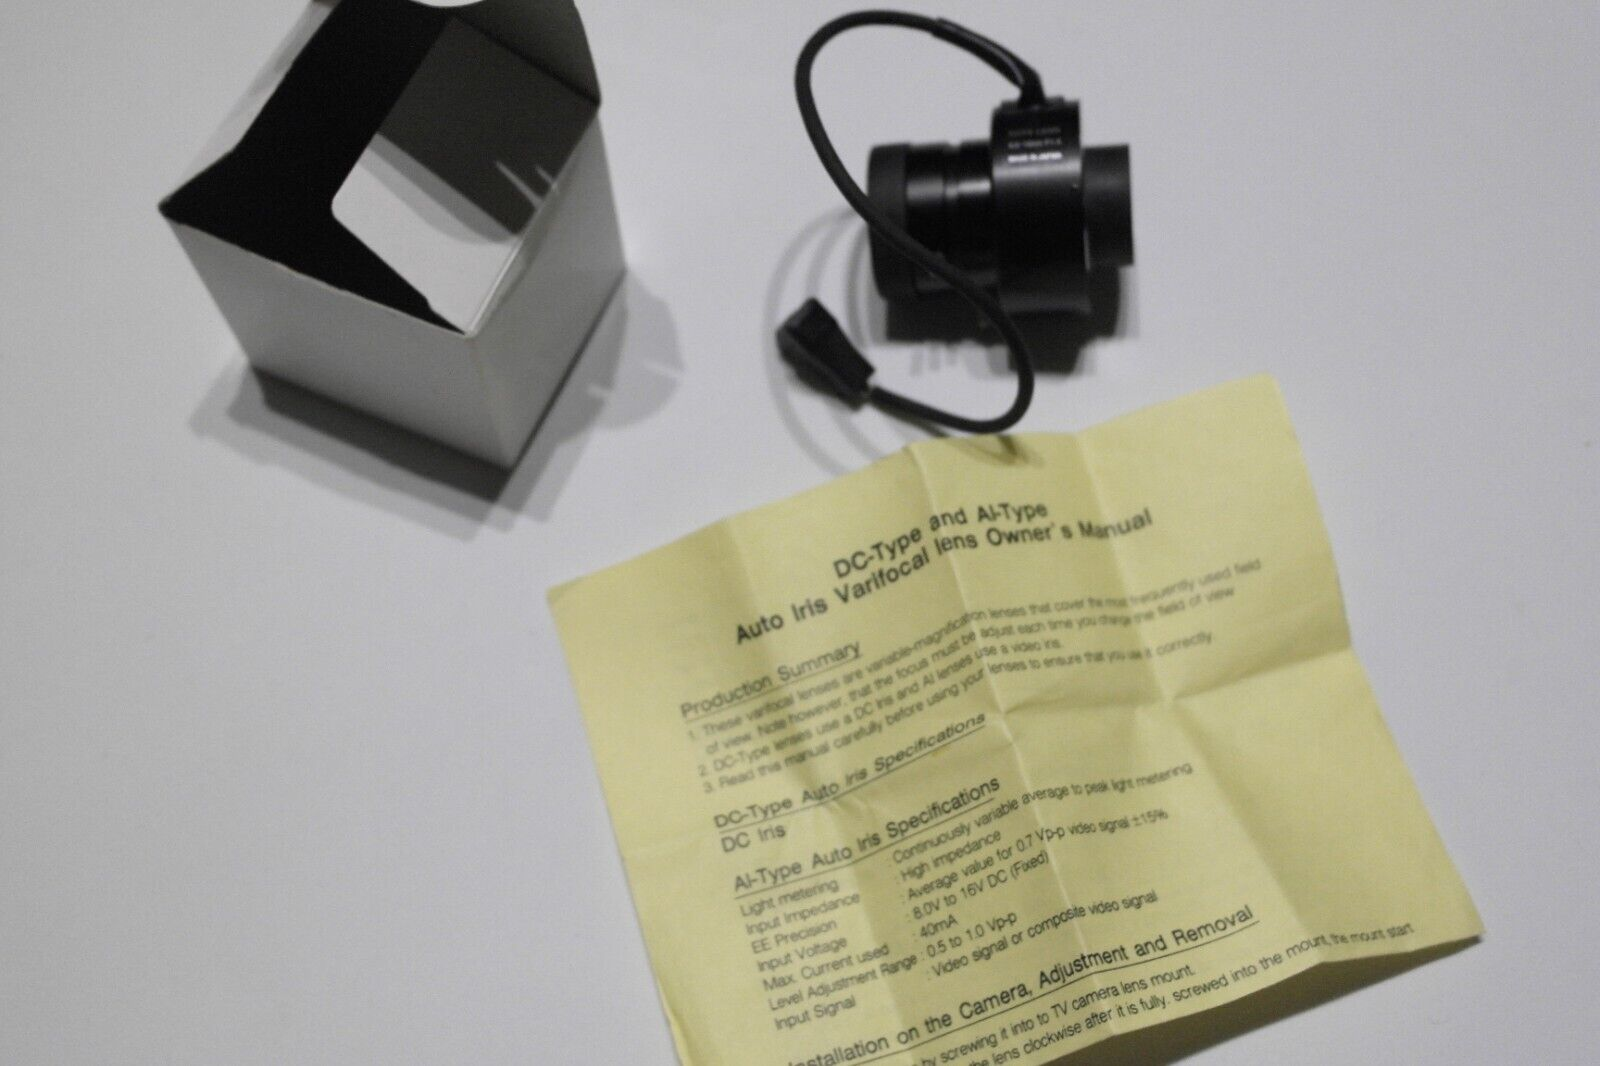 MADE IN JAPAN
DC-Type and AI-Type
Auto Iris Varifocal lens Owner's Manual
Production Summary
1. These varifocal lenses are variable-magnification lenses that cover the most frequently used field
of view. Note however, that the focus must be adjust each time you change the field of view
2. DC-Type lenses use a DC Iris and AI lenses use a video iris.
3. Read this manual carefully before using your lenses to ensure that you use it correctly.
DC-Type Auto Iris Specifications
DC Iris
AI-Type Auto Iris Specifications
Light metering : Continuously variable average to peak light metering
Input Impedance : High impedance
EE Precision : Average value for 0.7 Vp-p video signal ±15%
Input Voltage : 8.0V to 16V DC (Fixed)
Max. Current used : 40mA
Level Adjustment Range : 0.5 to 1.0 Vp-p
Input Signal : Video signal or composite video signal
Installation on the Camera, Adjustment and Removal
by screwing it into to TV camera lens mount.
the lens clockwise after it is fully. screwed into the mount, the mount start